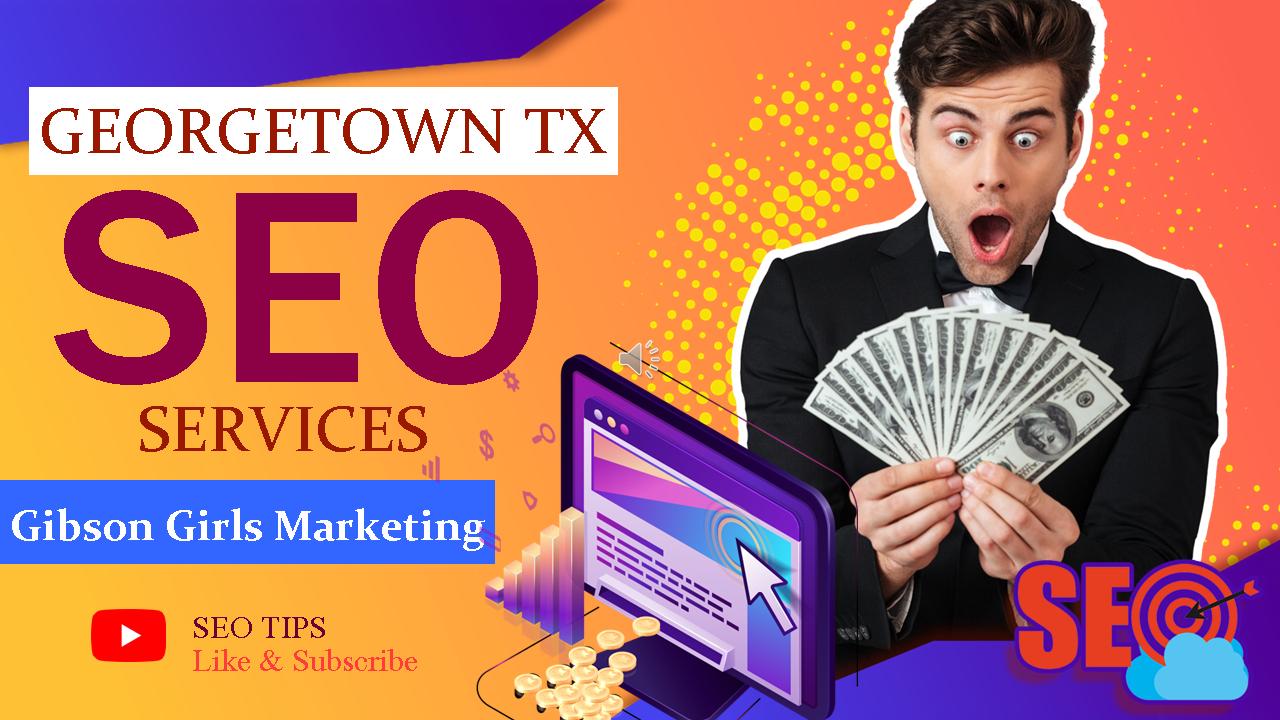 GEORGETOWN TX
SEO
SERVICES
Gibson Girls Marketing
SEO TIPS
Like & Subscribe
SEO